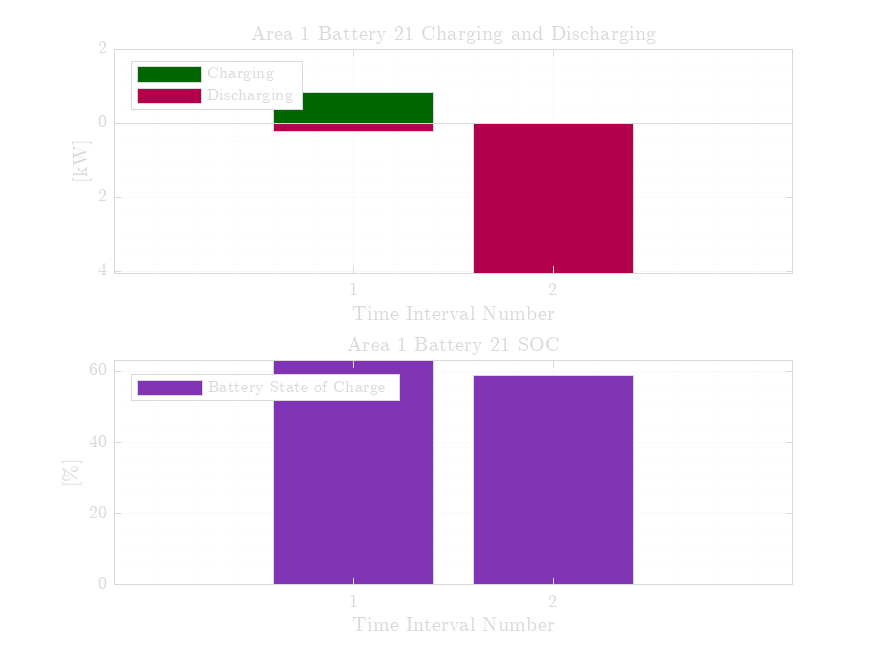 Area 1 Battery 21 Charging and Discharging
2
Charging
Discharging
0
[kW]
2
4
1 2
Time Interval Number
Area 1 Battery 21 SOC
60
Battery State of Charge
40
[%]
20
0
1 2
Time Interval Number